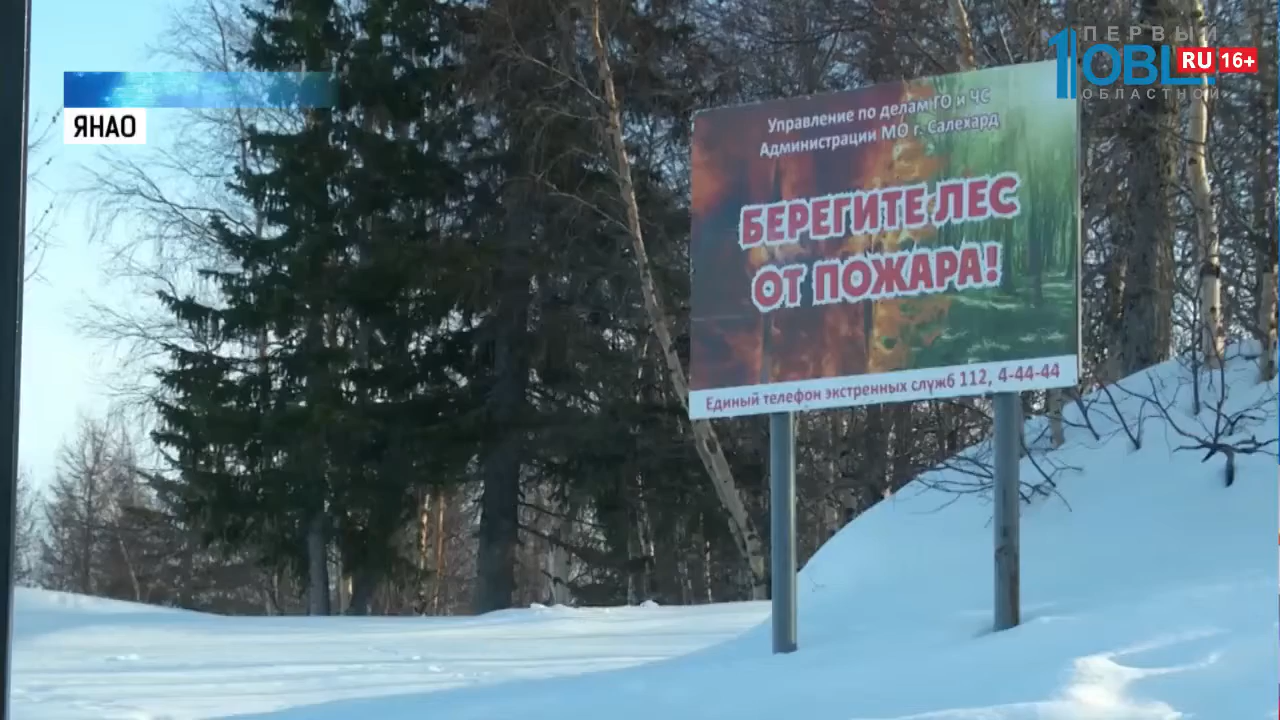 ПЕРВЫЙ
1OBL
RU 16+
ОБЛАСТНОЙ
ЯНАО
Управление по делам ГО и ЧС
Администрации МО г. Салехард
БЕРЕГИТЕ ЛЕС
ОТ ПОЖАРА!
Единый телефон экстренных служб 112, 4-44-44